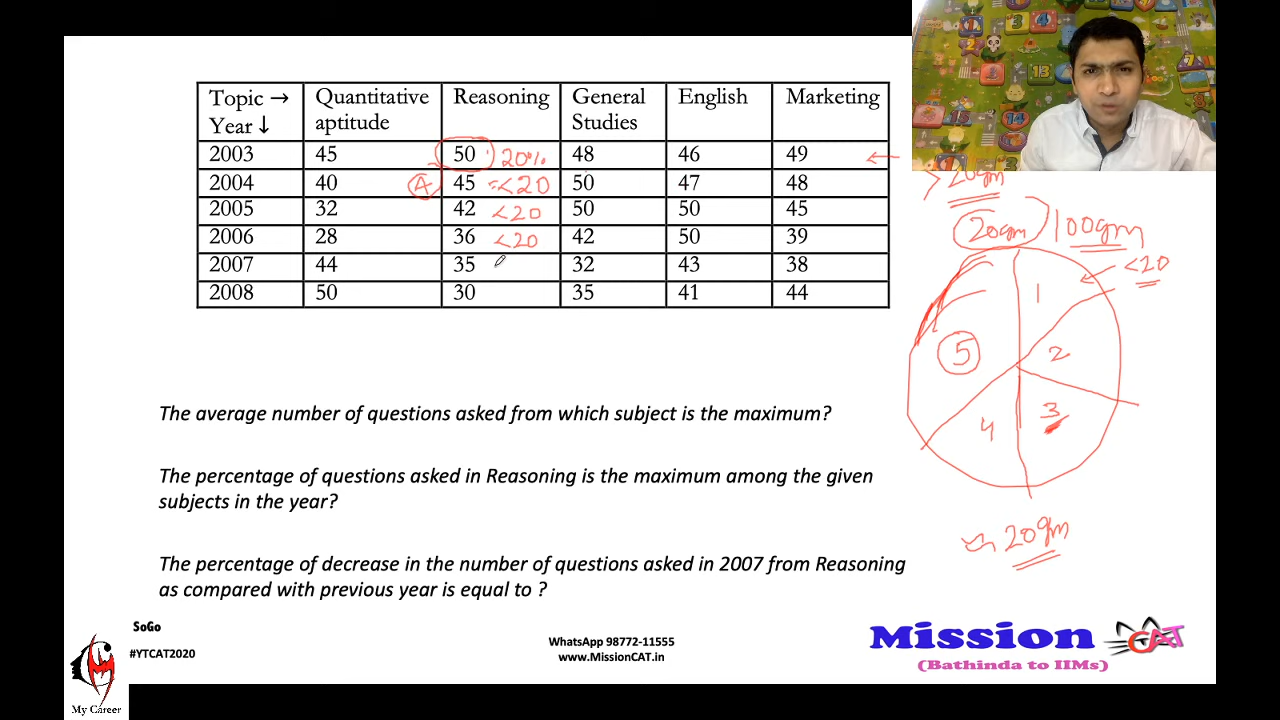 Topic → Quantitative aptitude Reasoning General Studies English Marketing
Year ↓
2003 45 50 20% 48 46 49
2004 40 A 45 =<20 50 47 48
2005 32 42 <20 50 50 45
2006 28 36 <20 42 50 39
2007 44 35 32 43 38
2008 50 30 35 41 44
> 20gm
20gm 100gm
<20
1
5 2
4 3
≈ 20gm
The average number of questions asked from which subject is the maximum?
The percentage of questions asked in Reasoning is the maximum among the given
subjects in the year?
The percentage of decrease in the number of questions asked in 2007 from Reasoning
as compared with previous year is equal to ?
SoGo
#YTCAT2020
My Career
WhatsApp 98772-11555
www.MissionCAT.in
Mission CAT
(Bathinda to IIMs)